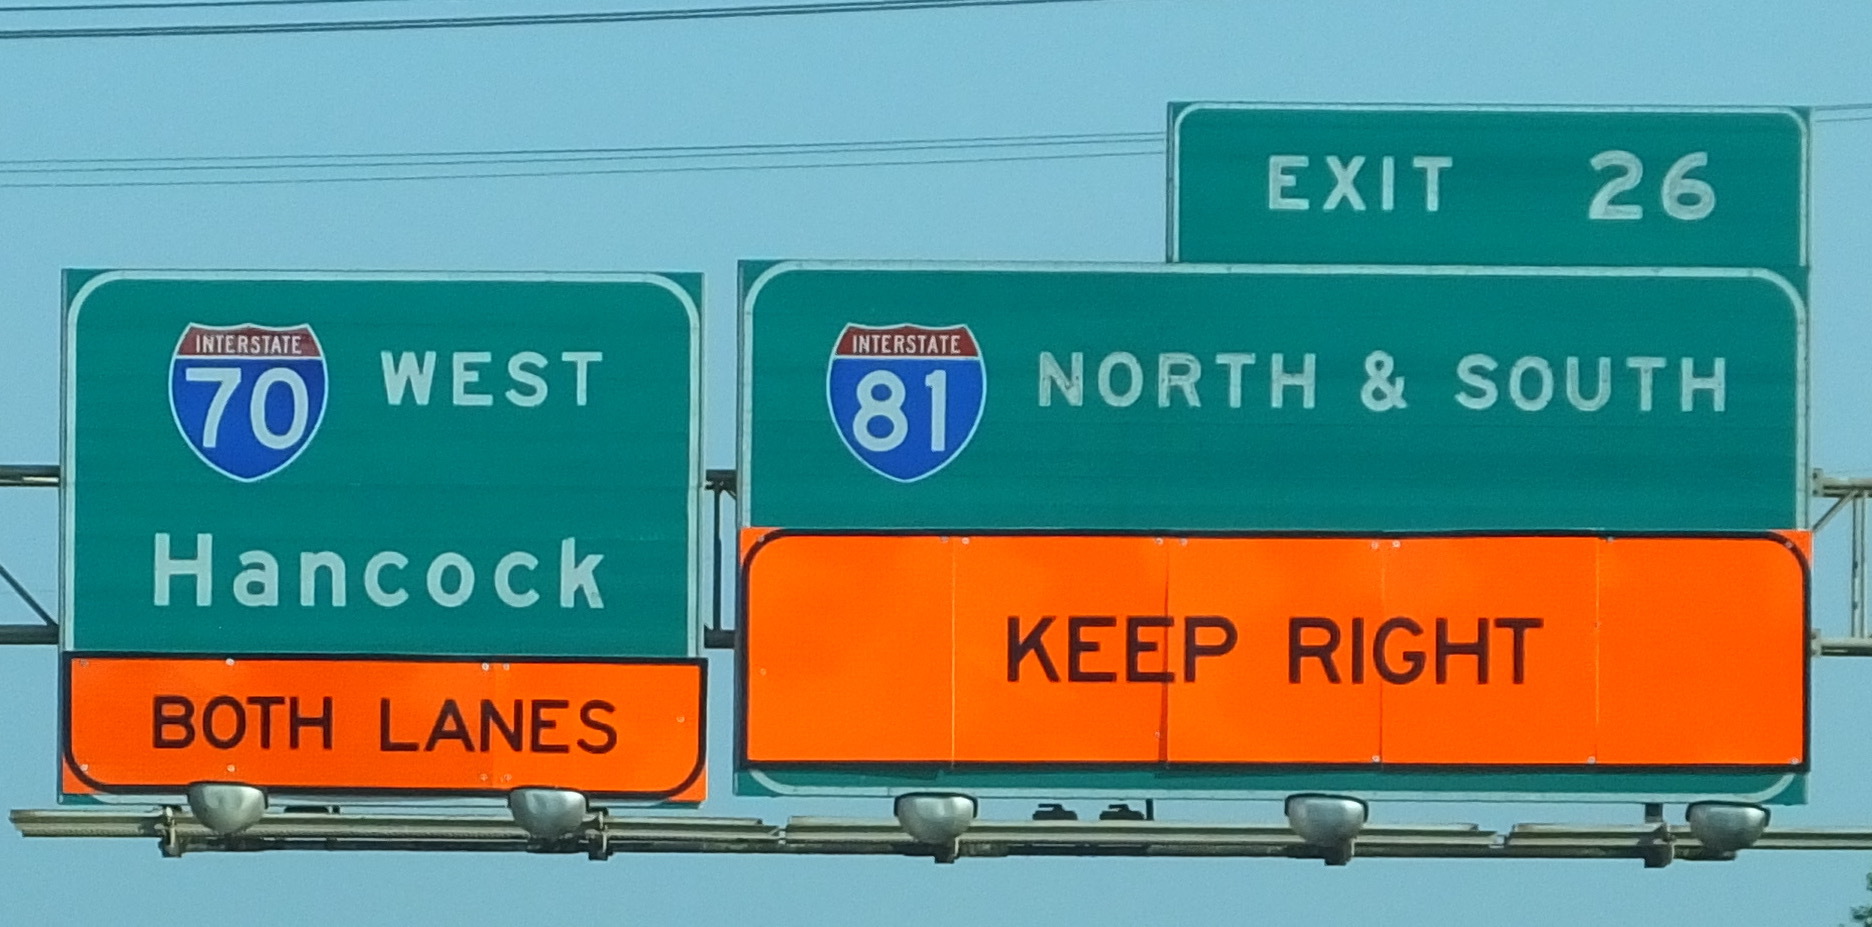 INTERSTATE
70 WEST
Hancock
BOTH LANES
EXIT 26
INTERSTATE
81 NORTH & SOUTH
KEEP RIGHT